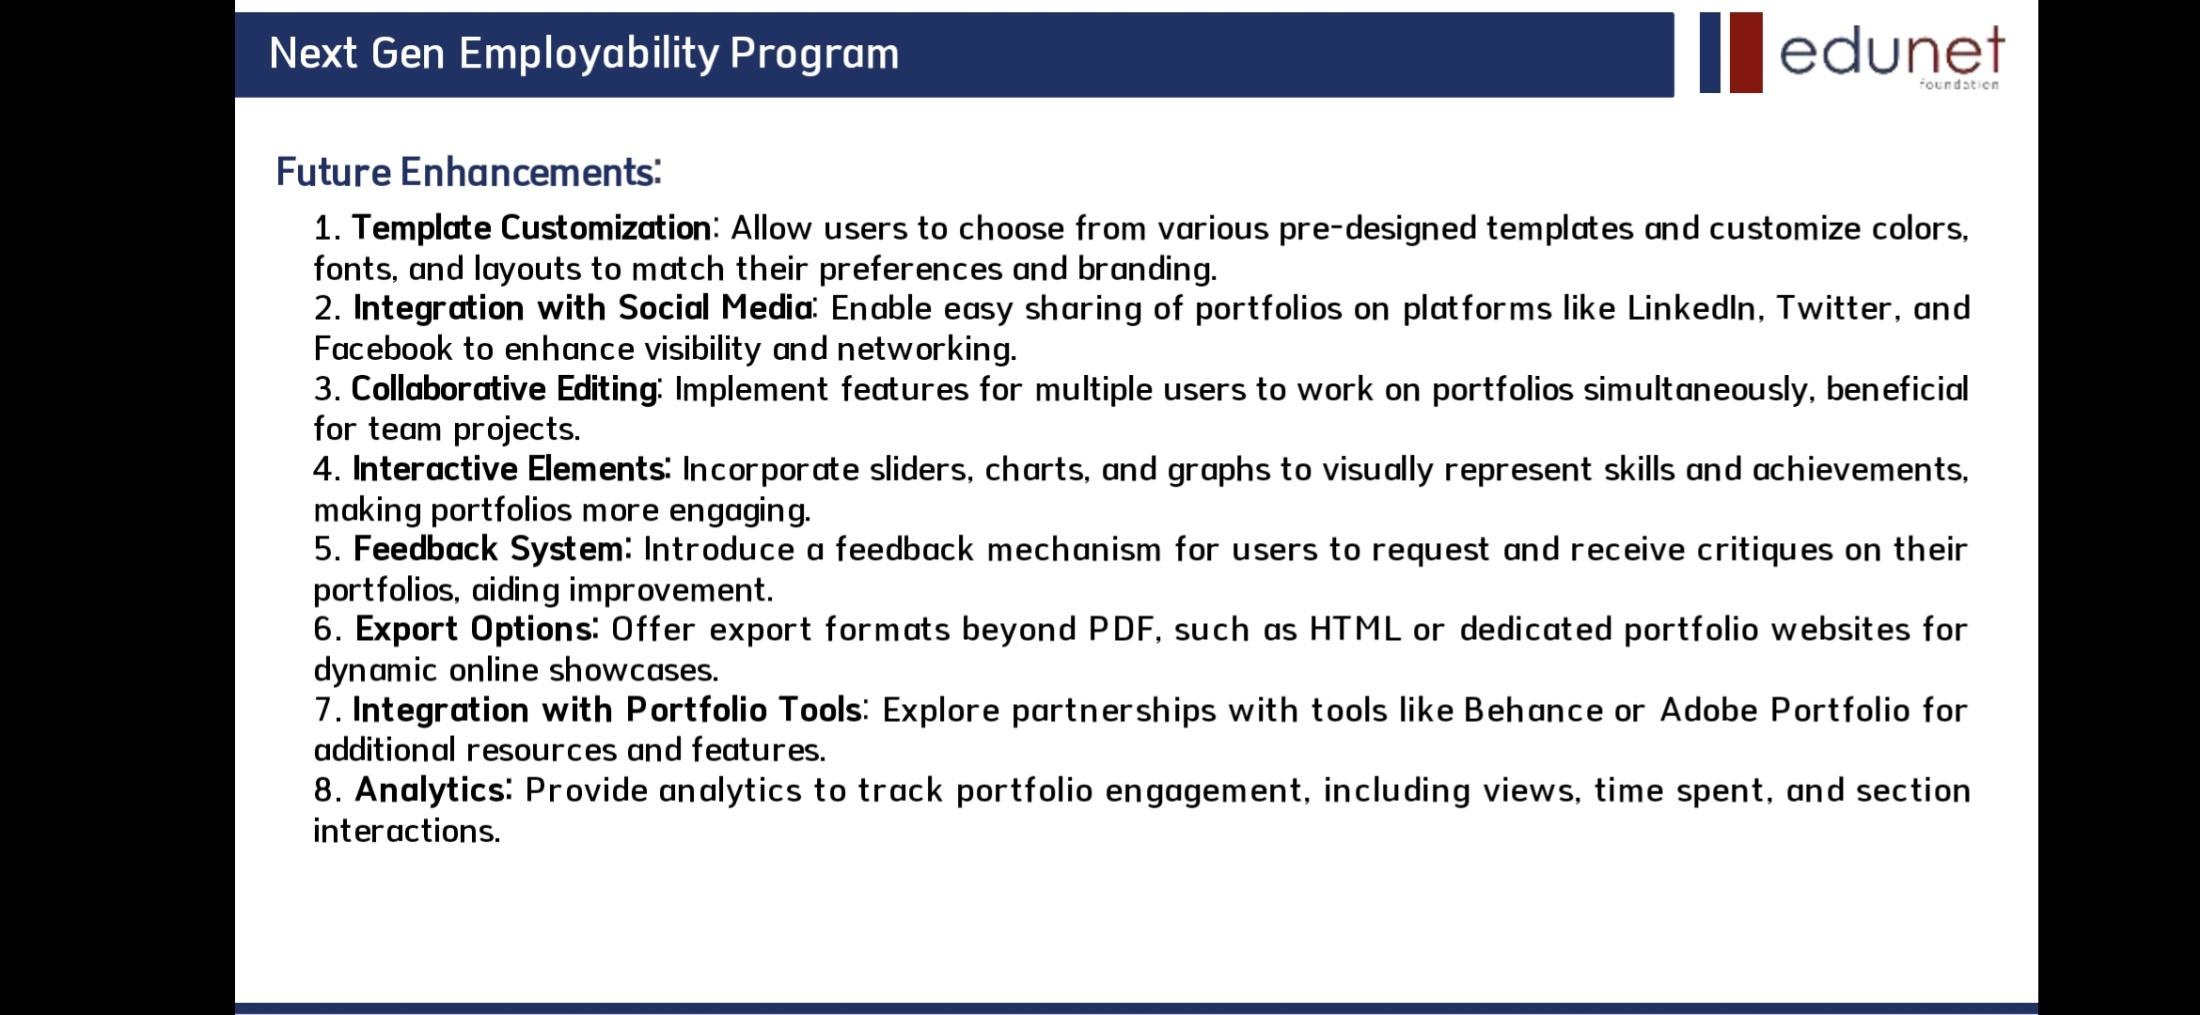 Next Gen Employability Program
edunet
foundation
Future Enhancements:
1. Template Customization: Allow users to choose from various pre-designed templates and customize colors,
fonts, and layouts to match their preferences and branding.
2. Integration with Social Media: Enable easy sharing of portfolios on platforms like LinkedIn, Twitter, and
Facebook to enhance visibility and networking.
3. Collaborative Editing: Implement features for multiple users to work on portfolios simultaneously, beneficial
for team projects.
4. Interactive Elements: Incorporate sliders, charts, and graphs to visually represent skills and achievements,
making portfolios more engaging.
5. Feedback System: Introduce a feedback mechanism for users to request and receive critiques on their
portfolios, aiding improvement.
6. Export Options: Offer export formats beyond PDF, such as HTML or dedicated portfolio websites for
dynamic online showcases.
7. Integration with Portfolio Tools: Explore partnerships with tools like Behance or Adobe Portfolio for
additional resources and features.
8. Analytics: Provide analytics to track portfolio engagement, including views, time spent, and section
interactions.